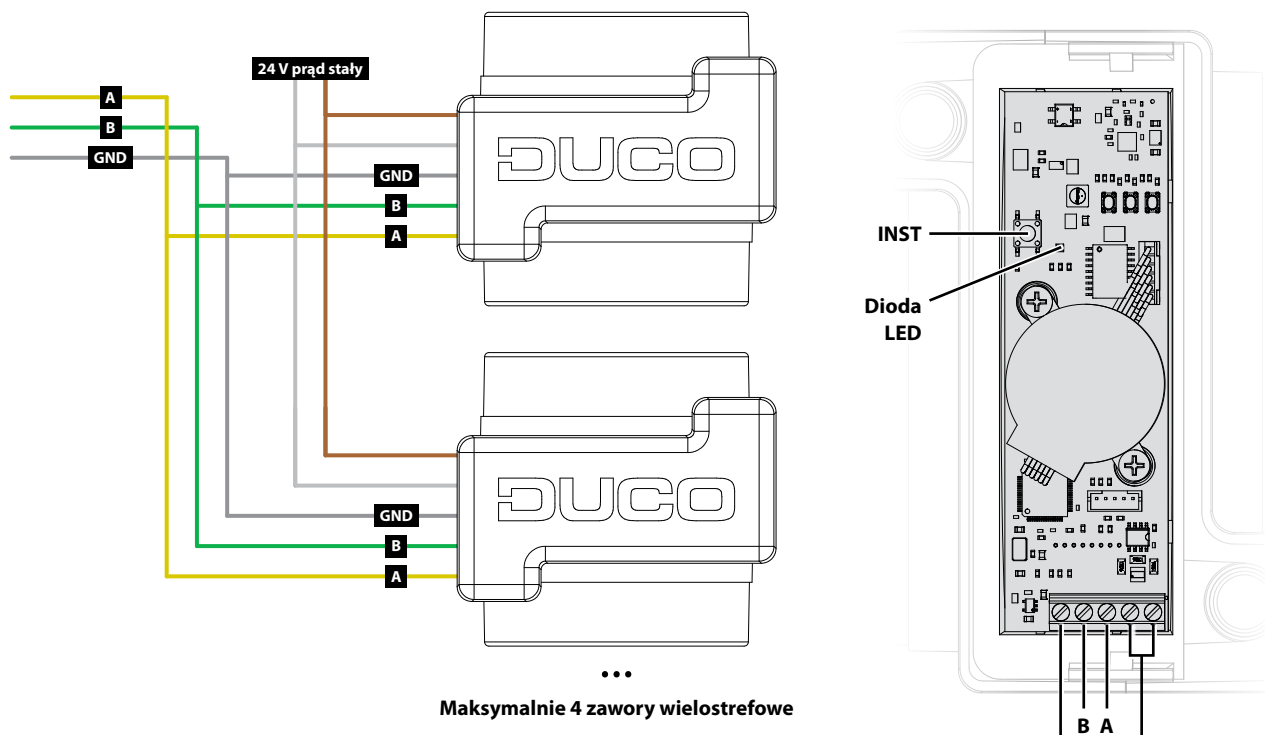 24 V prąd stały
A
B
GND
GND
B
A
DUCO
INST
Dioda
LED
GND
B
A
DUCO
Maksymalnie 4 zawory wielostrefowe
B A